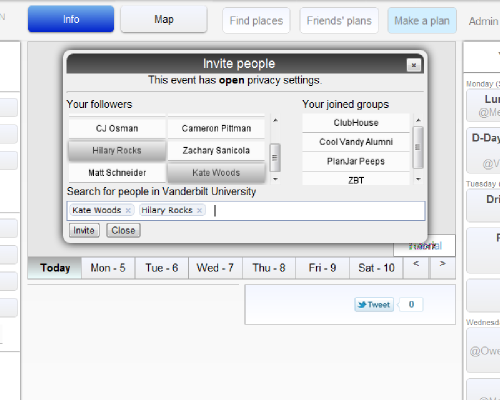 Info
Map
Find places
Friends' plans
Make a plan
Admin
Invite people
This event has open privacy settings.
Your followers
Your joined groups
CJ Osman
Cameron Pittman
Hilary Rocks
Zachary Sanicola
Matt Schneider
Kate Woods
ClubHouse
Cool Vandy Alumni
PlanJar Peeps
ZBT
Search for people in Vanderbilt University
Kate Woods × Hilary Rocks ×
Invite
Close
Today
Mon - 5
Tue - 6
Wed - 7
Thu - 8
Fri - 9
Sat - 10
<
>
Tweet
0
Monday (
Lu
@Me
D-Day
@V
Tuesday (
Dri
Wednesd
@Owe